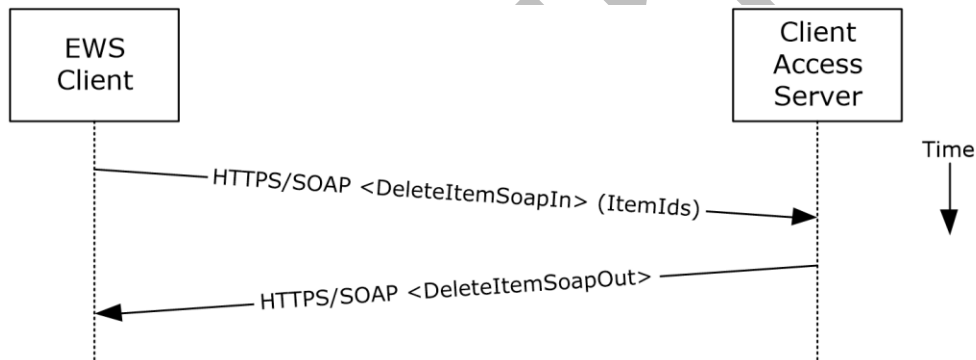 EWS
Client
Client
Access
Server
Time
HTTPS/SOAP <DeleteItemSoapIn> (ItemIds)
HTTPS/SOAP <DeleteItemSoapOut>